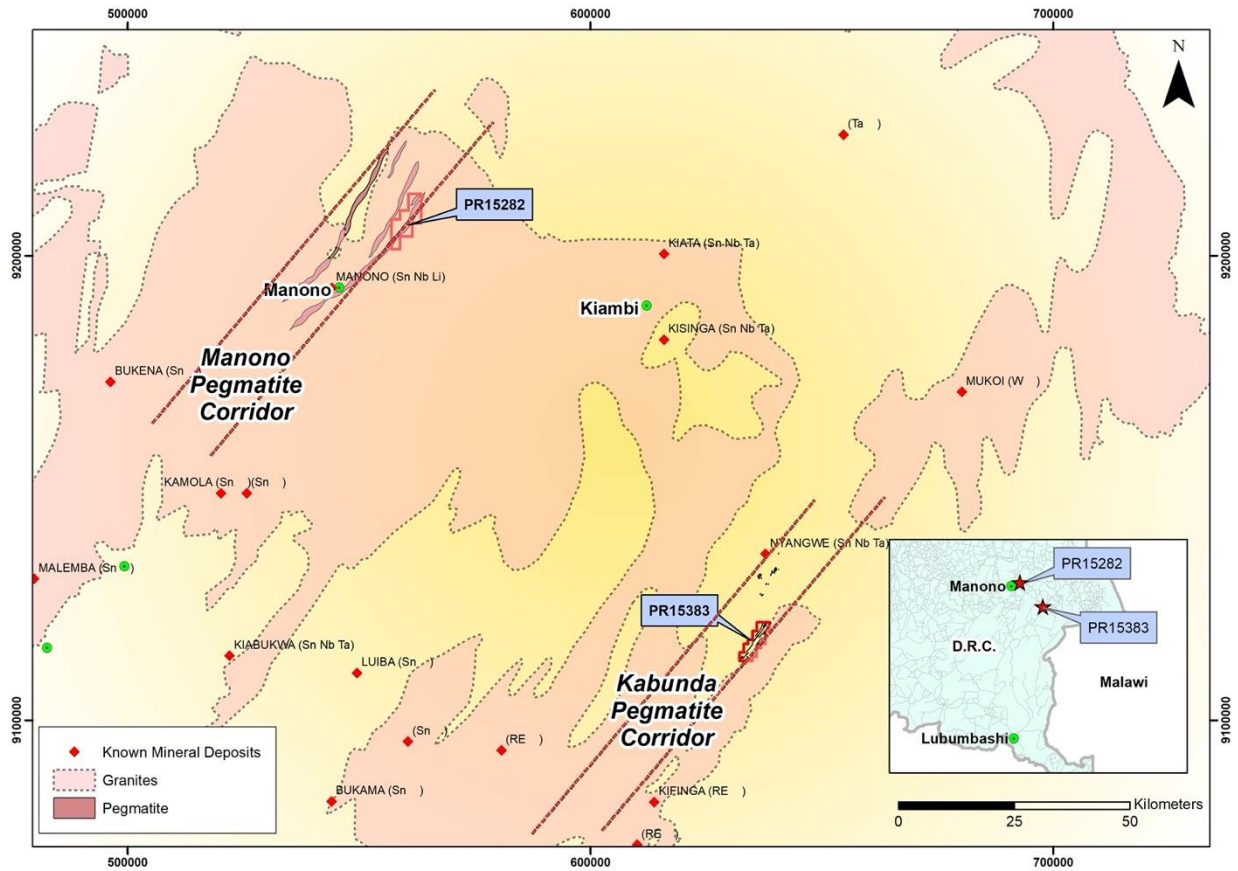 500000
600000
700000
N
(Ta )
PR15282
9200000
9200000
KIATA (Sn Nb Ta)
MANONO (Sn Nb Li)
Manono
Kiambi
KISINGA (Sn Nb Ta)
Manono
Pegmatite
Corridor
BUKENA (Sn
MUKOI (W )
KAMOLA (Sn )(Sn )
NYANGWE (Sn Nb Ta)
MALEMBA (Sn )
PR15383
PR15282
Manono
PR15383
D.R.C.
Malawi
Lubumbashi
KIABUKWA (Sn Nb Ta)
LUIBA (Sn )
Kabunda
Pegmatite
Corridor
9100000
9100000
(Sn )
(RE )
BUKAMA (Sn )
KIFINGA (RE )
(RE )
Known Mineral Deposits
Granites
Pegmatite
Kilometers
0
25
50
500000
600000
700000